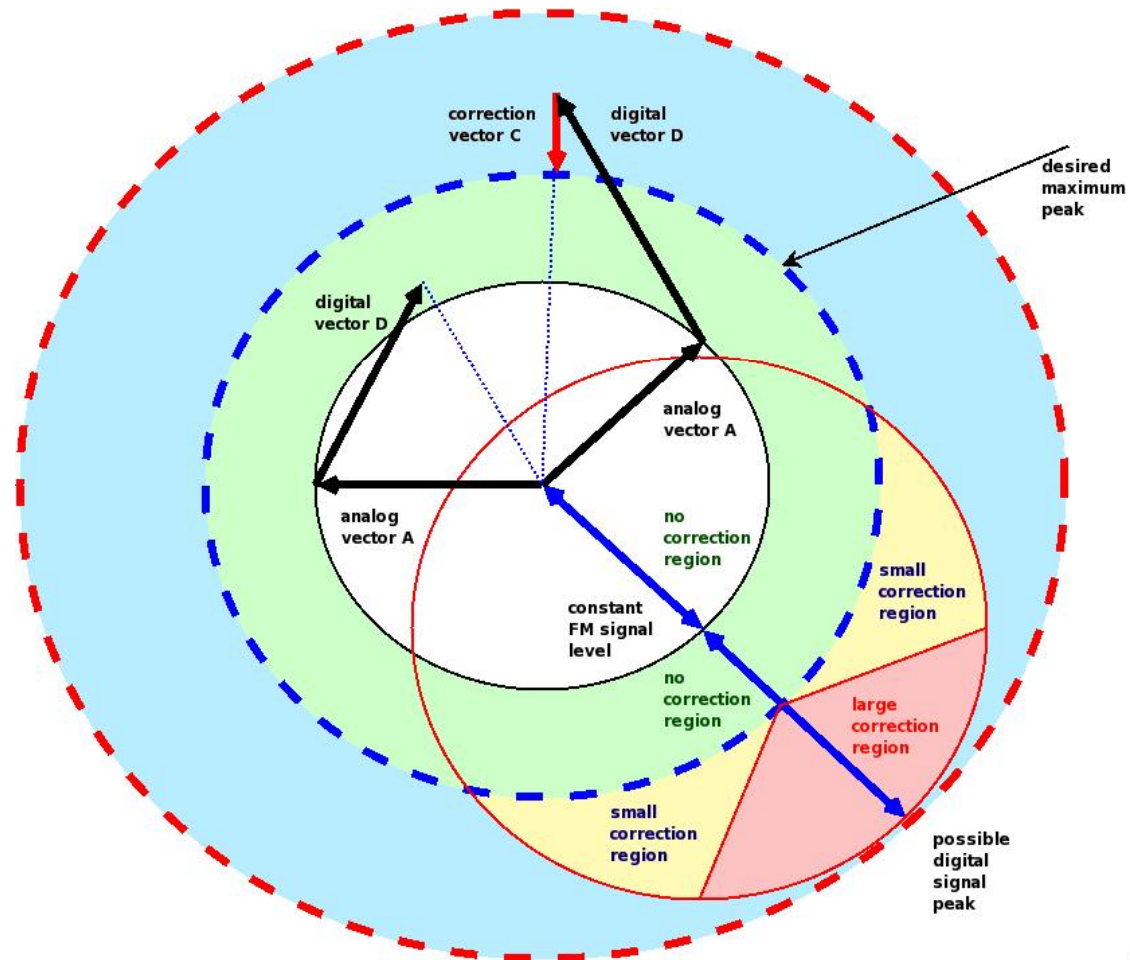 correction
vector C
digital
vector D
desired
maximum
peak
digital
vector D
analog
vector A
analog
vector A
no
correction
region
small
correction
region
constant
FM signal
level
no
correction
region
large
correction
region
small
correction
region
possible
digital
signal
peak